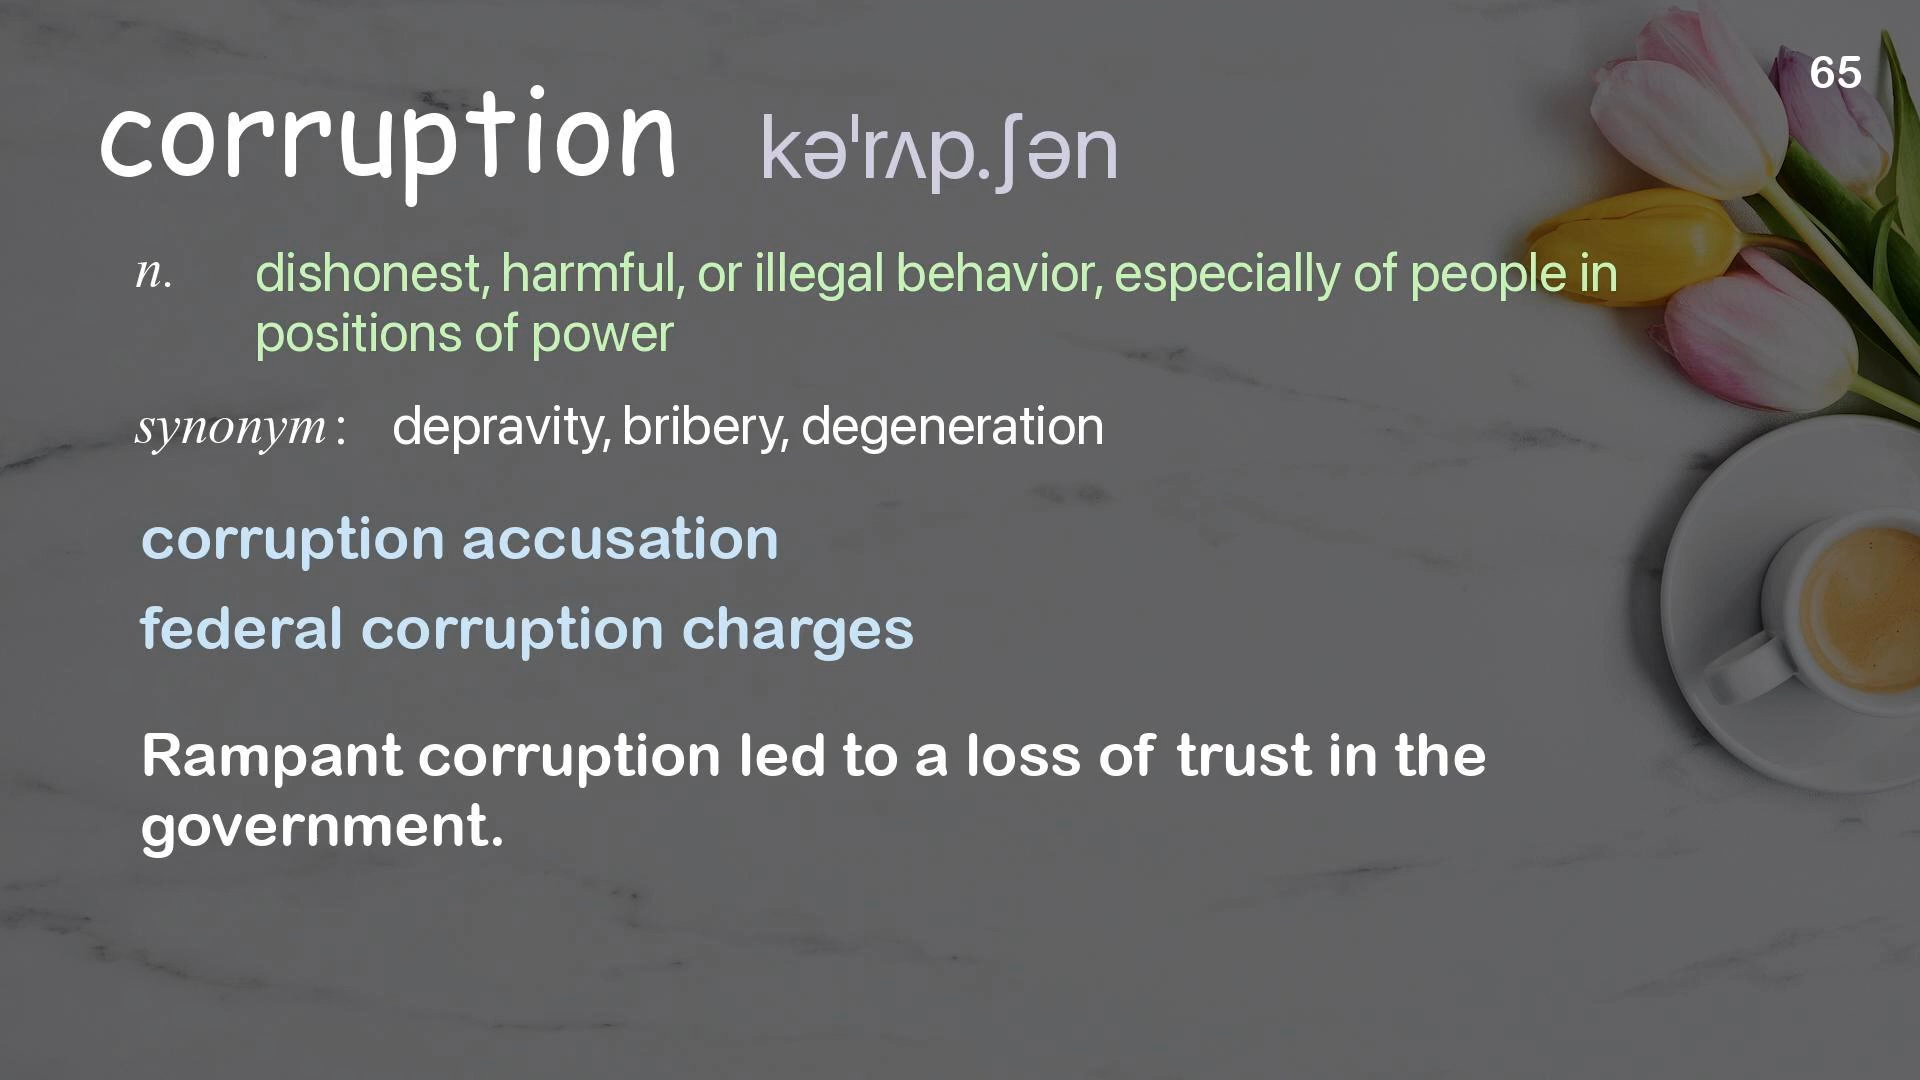 65
corruption kəˈrʌp.ʃən
n. dishonest, harmful, or illegal behavior, especially of people in
positions of power
synonym: depravity, bribery, degeneration
corruption accusation
federal corruption charges
Rampant corruption led to a loss of trust in the
government.